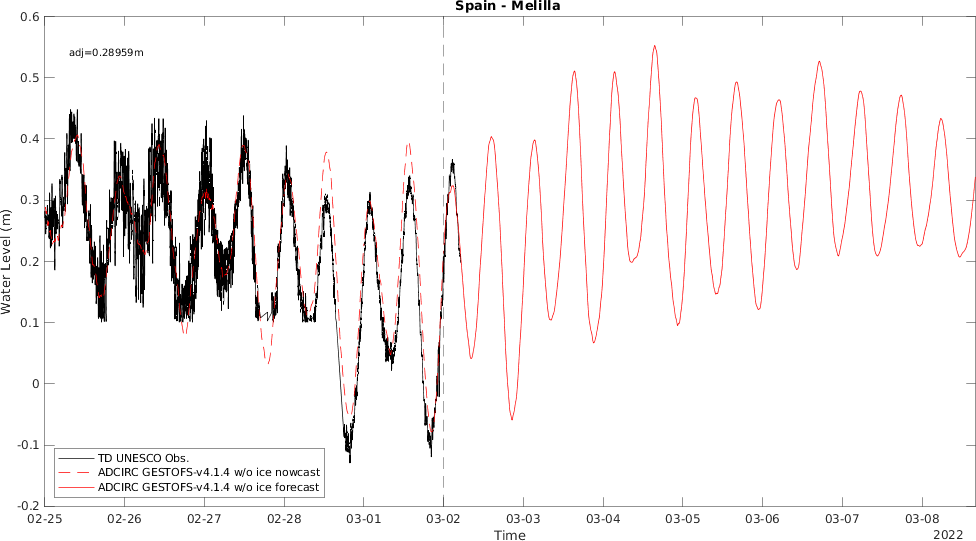 Spain - Melilla
adj=0.28959m
0.6
0.5
0.4
0.3
0.2
0.1
0
-0.1
-0.2
Water Level (m)
TD UNESCO Obs.
ADCIRC GESTOFS-v4.1.4 w/o ice nowcast
ADCIRC GESTOFS-v4.1.4 w/o ice forecast
02-25 02-26 02-27 02-28 03-01 03-02 03-03 03-04 03-05 03-06 03-07 03-08
Time
2022